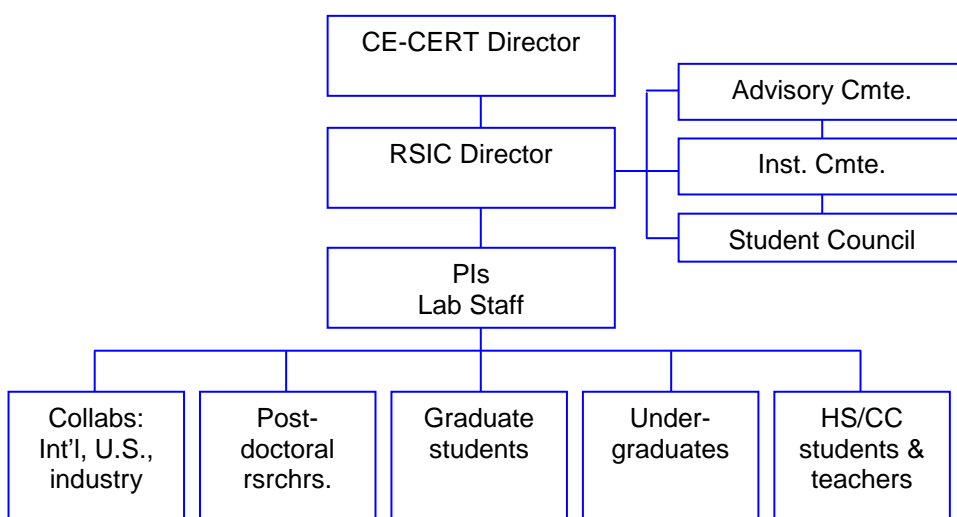 CE-CERT Director
RSIC Director
Advisory Cmte.
Inst. Cmte.
Student Council
PIs
Lab Staff
Collabs:
Int’l, U.S.,
industry
Post-
doctoral
rsrchrs.
Graduate
students
Under-
graduates
HS/CC
students &
teachers